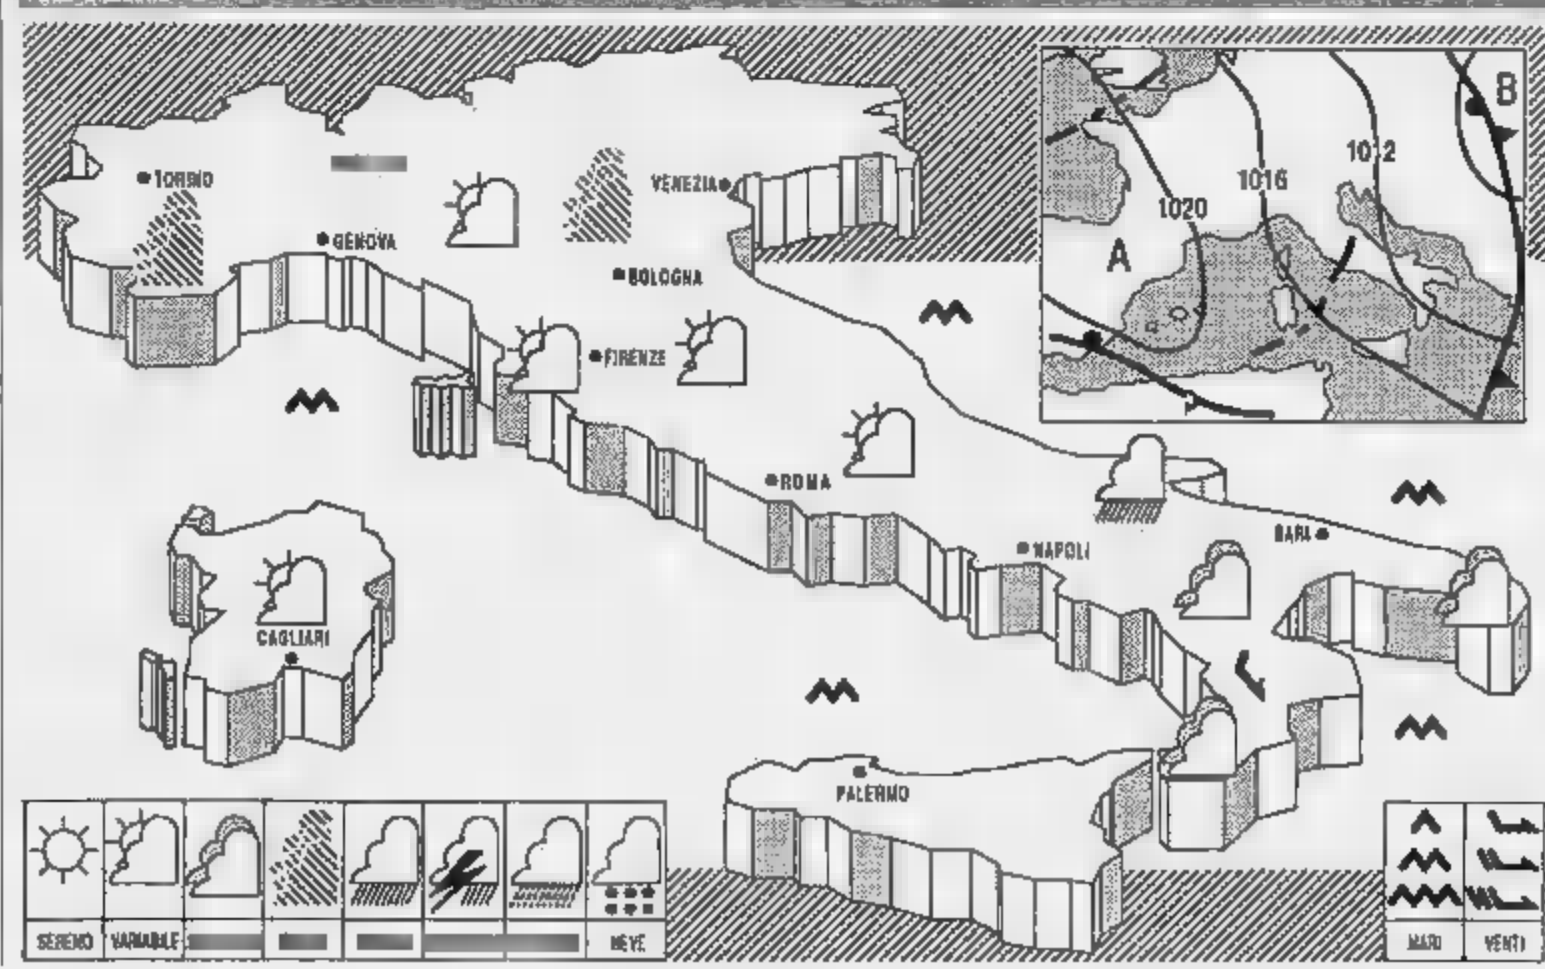 TORINO
VENEZIA
GENOVA
BOLOGNA
FIRENZE
ROMA
NAPOLI
BARI
CAGLIARI
PALERMO
B
1012
1016
1020
A
SERENO VARIABILE NEVE
MARI VENTI